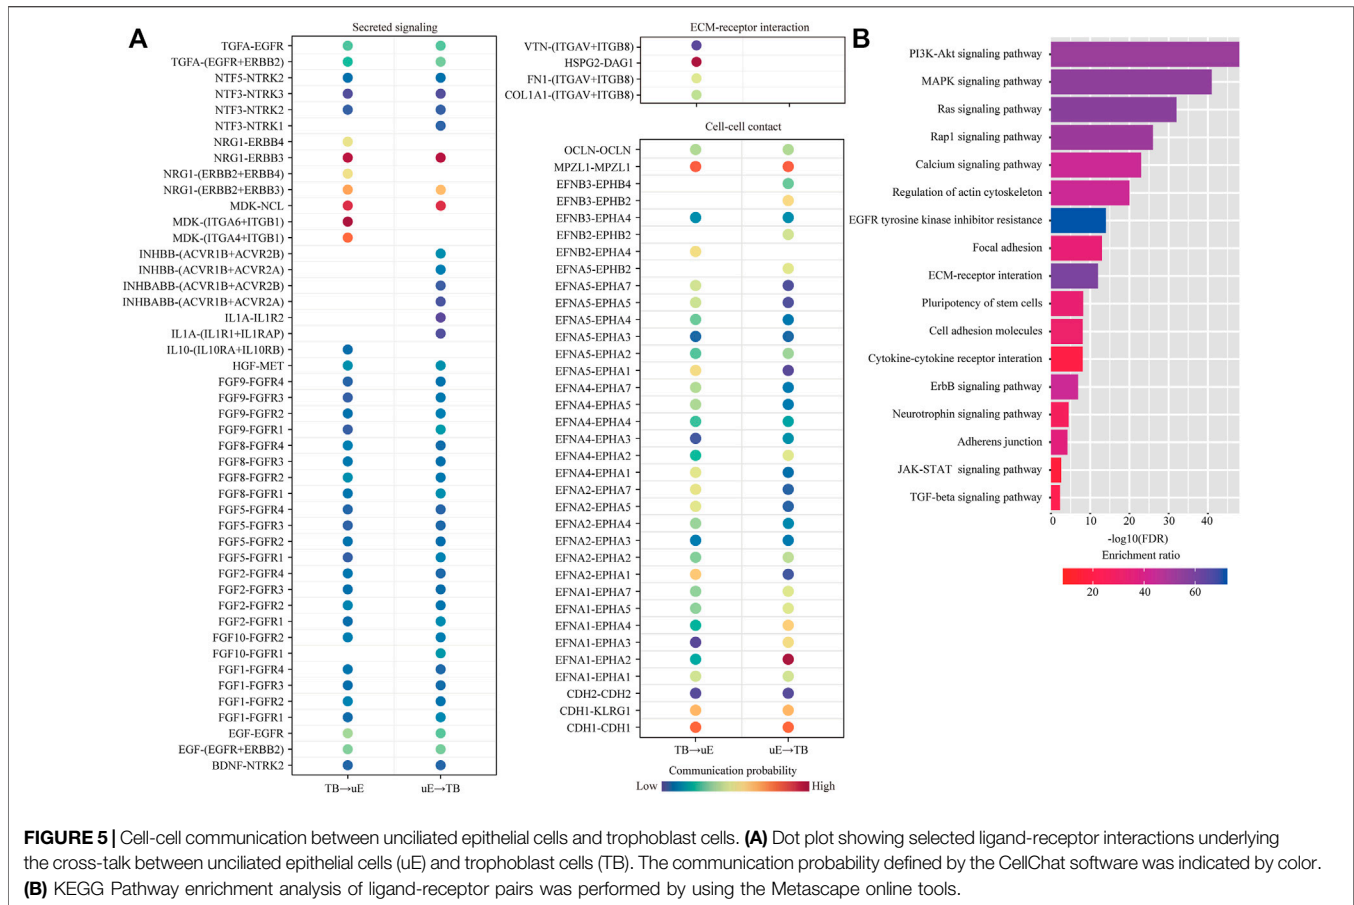 A
Secreted signaling
TGFA-EGFR
TGFA-(EGFR+ERBB2)
NTF5-NTRK2
NTF3-NTRK3
NTF3-NTRK2
NTF3-NTRK1
NRG1-ERBB4
NRG1-ERBB3
NRG1-(ERBB2+ERBB4)
NRG1-(ERBB2+ERBB3)
MDK-NCL
MDK-(ITGA6+ITGB1)
MDK-(ITGA4+ITGB1)
INHBB-(ACVR1B+ACVR2B)
INHBB-(ACVR1B+ACVR2A)
INHBABB-(ACVR1B+ACVR2B)
INHBABB-(ACVR1B+ACVR2A)
IL1A-IL1R2
IL1A-(IL1R1+IL1RAP)
IL10-(IL10RA+IL10RB)
HGF-MET
FGF9-FGFR4
FGF9-FGFR3
FGF9-FGFR2
FGF9-FGFR1
FGF8-FGFR4
FGF8-FGFR3
FGF8-FGFR2
FGF8-FGFR1
FGF5-FGFR4
FGF5-FGFR3
FGF5-FGFR2
FGF5-FGFR1
FGF2-FGFR4
FGF2-FGFR3
FGF2-FGFR2
FGF2-FGFR1
FGF10-FGFR2
FGF10-FGFR1
FGF1-FGFR4
FGF1-FGFR3
FGF1-FGFR2
FGF1-FGFR1
EGF-EGFR
EGF-(EGFR+ERBB2)
BDNF-NTRK2
TB→uE uE→TB
ECM-receptor interaction
VTN-(ITGAV+ITGB8)
HSPG2-DAG1
FN1-(ITGAV+ITGB8)
COL1A1-(ITGAV+ITGB8)
Cell-cell contact
OCLN-OCLN
MPZL1-MPZL1
EFNB3-EPHB4
EFNB3-EPHB2
EFNB3-EPHA4
EFNB2-EPHB2
EFNB2-EPHA4
EFNA5-EPHB2
EFNA5-EPHA7
EFNA5-EPHA5
EFNA5-EPHA4
EFNA5-EPHA3
EFNA5-EPHA2
EFNA5-EPHA1
EFNA4-EPHA7
EFNA4-EPHA5
EFNA4-EPHA4
EFNA4-EPHA3
EFNA4-EPHA2
EFNA4-EPHA1
EFNA2-EPHA7
EFNA2-EPHA5
EFNA2-EPHA4
EFNA2-EPHA3
EFNA2-EPHA2
EFNA2-EPHA1
EFNA1-EPHA7
EFNA1-EPHA5
EFNA1-EPHA4
EFNA1-EPHA3
EFNA1-EPHA2
EFNA1-EPHA1
CDH2-CDH2
CDH1-KLRG1
CDH1-CDH1
TB→uE uE→TB
Communication probability
Low High
B
PI3K-Akt signaling pathway
MAPK signaling pathway
Ras signaling pathway
Rap1 signaling pathway
Calcium signaling pathway
Regulation of actin cytoskeleton
EGFR tyrosine kinase inhibitor resistance
Focal adhesion
ECM-receptor interation
Pluripotency of stem cells
Cell adhesion molecules
Cytokine-cytokine receptor interation
ErbB signaling pathway
Neurotrophin signaling pathway
Adherens junction
JAK-STAT signaling pathway
TGF-beta signaling pathway
0 10 20 30 40
-log10(FDR)
Enrichment ratio
20 40 60
FIGURE 5 | Cell-cell communication between unciliated epithelial cells and trophoblast cells. (A) Dot plot showing selected ligand-receptor interactions underlying
the cross-talk between unciliated epithelial cells (uE) and trophoblast cells (TB). The communication probability defined by the CellChat software was indicated by color.
(B) KEGG Pathway enrichment analysis of ligand-receptor pairs was performed by using the Metascape online tools.